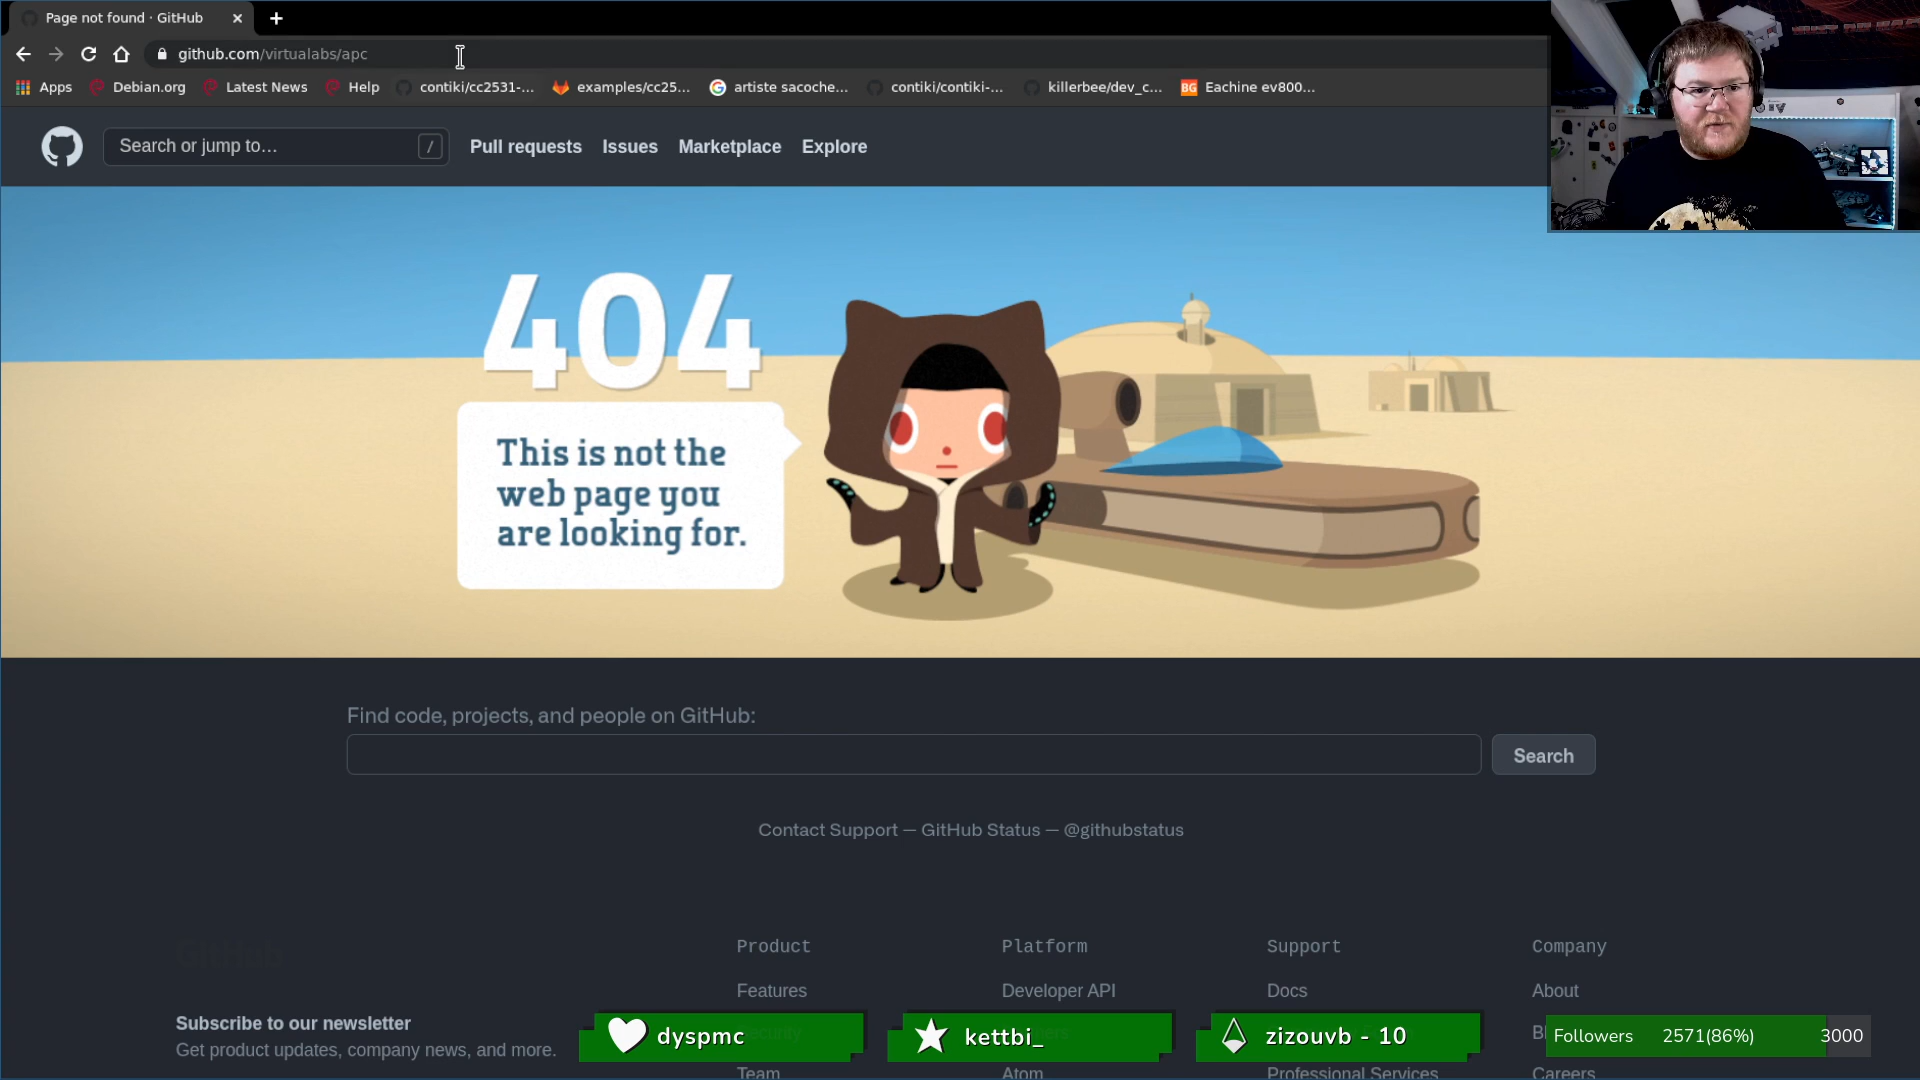 Page not found · GitHub
github.com/virtualabs/apc
Apps Debian.org Latest News Help contiki/cc2531-... examples/cc25... artiste sacoche... contiki/contiki-... killerbee/dev_c... BG Eachine ev800...
Search or jump to... / Pull requests Issues Marketplace Explore
404
This is not the
web page you
are looking for.
Find code, projects, and people on GitHub:
Search
Contact Support — GitHub Status — @githubstatus
Product Platform Support Company
Features Developer API Docs About
Subscribe to our newsletter
Get product updates, company news, and more.
dyspmc
kettbi_
zizouvb - 10
Followers 2571(86%) 3000
Team Atom Professional Services Careers